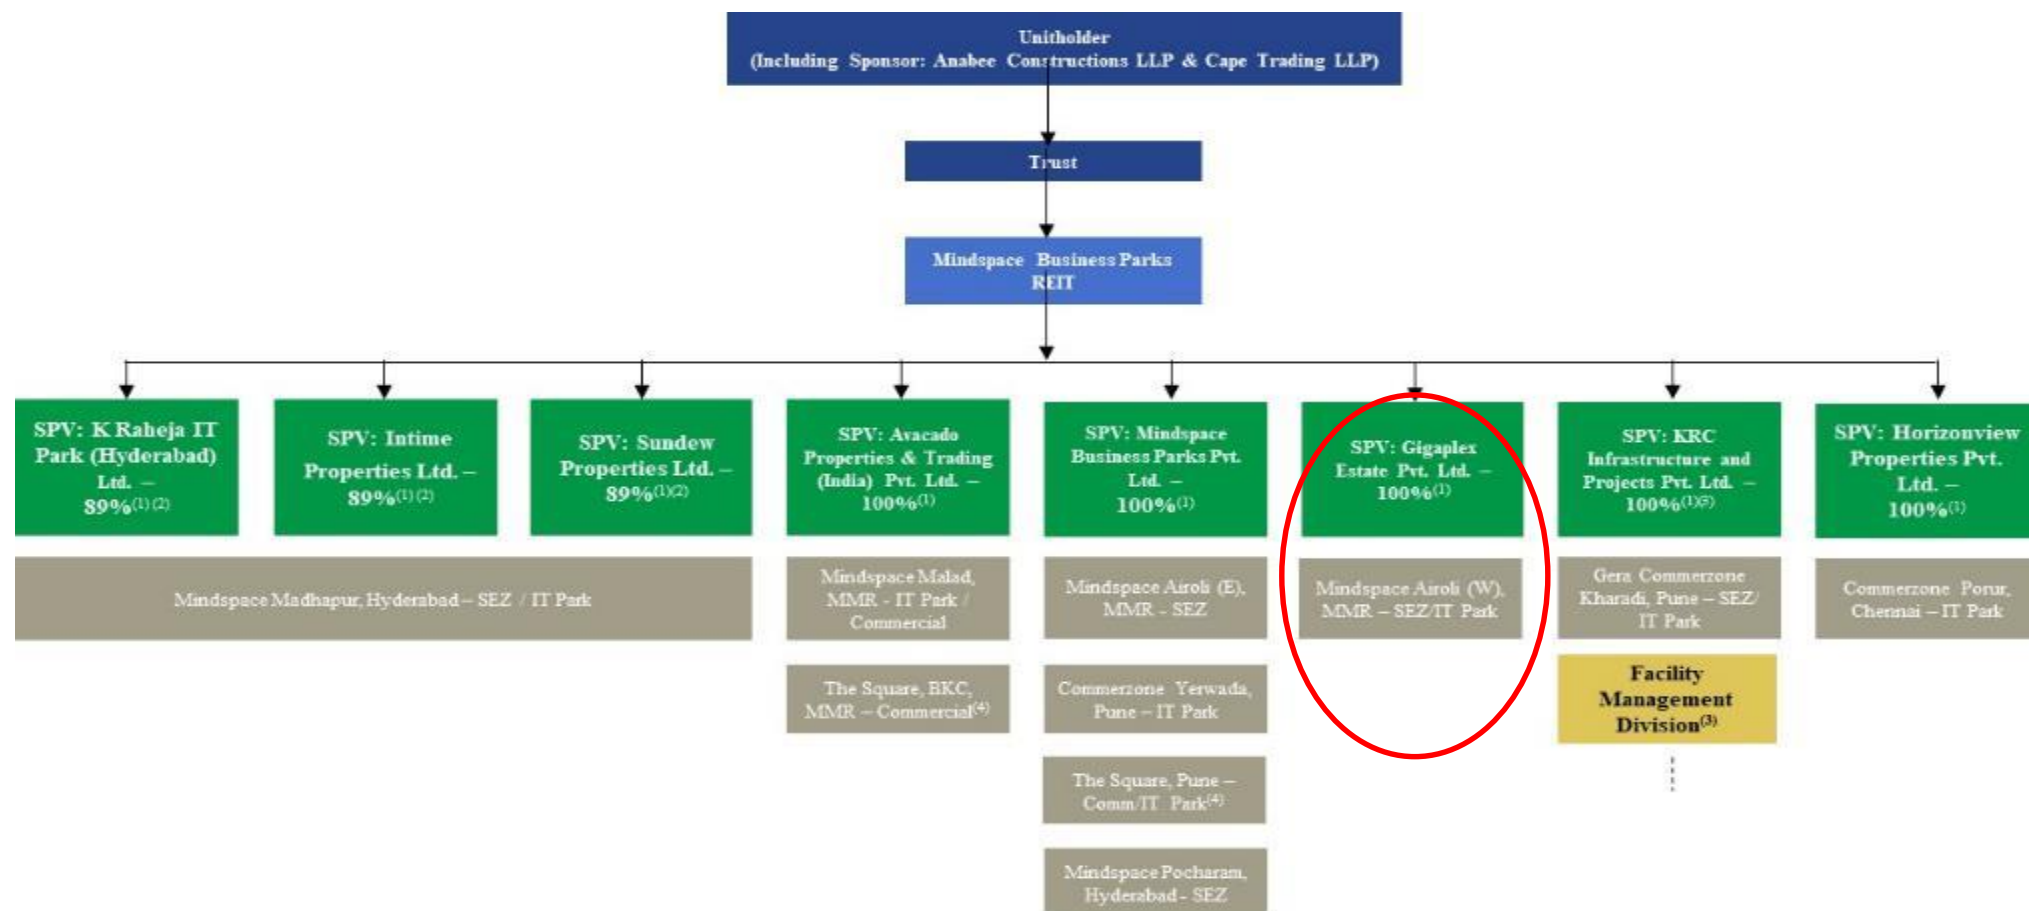 Unitholder
(Including Sponsor: Anabee Constructions LLP & Cape Trading LLP)
Trust
Mindspace Business Parks
REIT
SPV: K Raheja IT
Park (Hyderabad)
Ltd. –
89%(1)(2)
SPV: Intime
Properties Ltd. –
89%(1)(2)
SPV: Sundew
Properties Ltd. –
89%(1)(2)
SPV: Avacado
Properties & Trading
(India) Pvt. Ltd. –
100%(1)
SPV: Mindspace
Business Parks Pvt.
Ltd. –
100%(1)
SPV: Gigaplex
Estate Pvt. Ltd. –
100%(1)
SPV: KRC
Infrastructure and
Projects Pvt. Ltd. –
100%(1)(3)
SPV: Horizonview
Properties Pvt.
Ltd. –
100%(1)
Mindspace Madhapur, Hyderabad – SEZ / IT Park
Mindspace Malad,
MMR - IT Park /
Commercial
Mindspace Airoli (E),
MMR - SEZ
Mindspace Airoli (W),
MMR – SEZ/IT Park
Gera Commerzone
Kharadi, Pune – SEZ/
IT Park
Commerzone Porur,
Chennai – IT Park
The Square, BKC,
MMR – Commercial(4)
Commerzone Yerwada,
Pune – IT Park
Facility
Management
Division(3)
The Square, Pune –
Comm/IT Park(4)
Mindspace Pocharam,
Hyderabad - SEZ